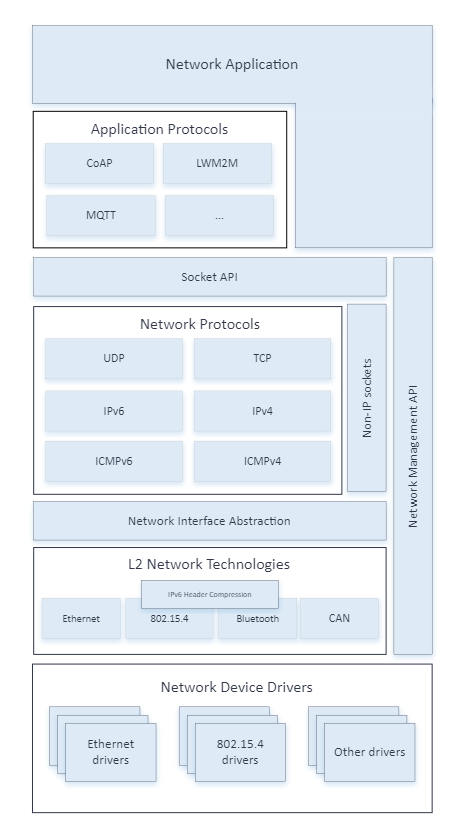 Network Application
Application Protocols
CoAP
LWM2M
MQTT
...
Socket API
Network Protocols
UDP
TCP
IPv6
IPv4
ICMPv6
ICMPv4
Non-IP sockets
Network Management API
Network Interface Abstraction
L2 Network Technologies
IPv6 Header Compression
Ethernet
802.15.4
Bluetooth
CAN
Network Device Drivers
Ethernet
drivers
802.15.4
drivers
Other drivers